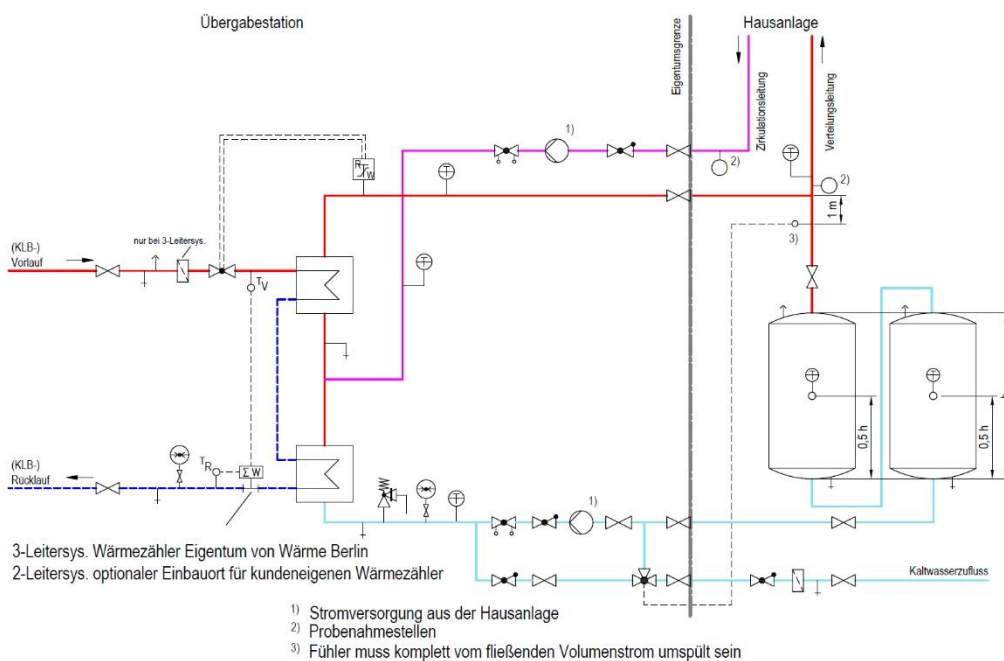 Übergabestation
Hausanlage
Eigentumsgrenze
Zirkulationsleitung
Verteilungsleitung
1)
2)
2)
R
W
1 m
3)
nur bei 3-Leitersys.
(KLB-)
Vorlauf
TV
0,5 h
0,5 h
(KLB-)
Rücklauf
TR
Σ W
1)
3-Leitersys. Wärmezähler Eigentum von Wärme Berlin
2-Leitersys. optionaler Einbauort für kundeneigenen Wärmezähler
Kaltwasserzufluss
1) Stromversorgung aus der Hausanlage
2) Probenahmestellen
3) Fühler muss komplett vom fließenden Volumenstrom umspült sein